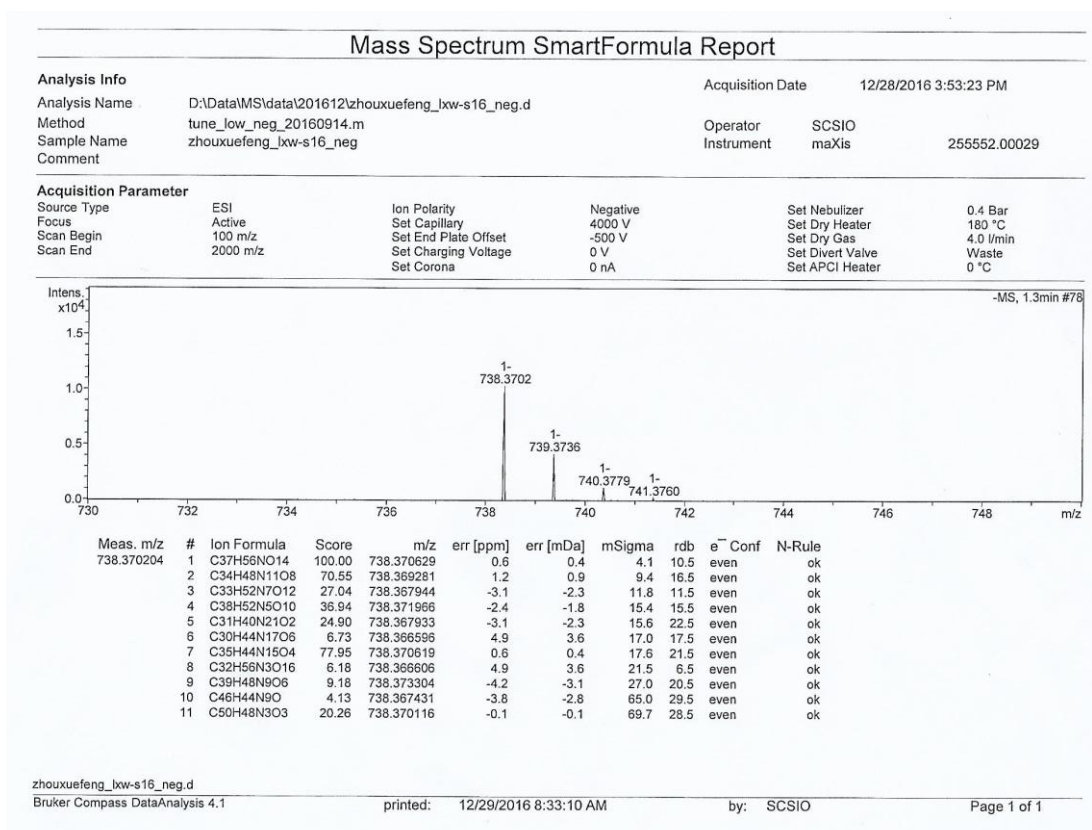 Mass Spectrum SmartFormula Report
Analysis Info
Acquisition Date 12/28/2016 3:53:23 PM
Analysis Name D:\Data\MS\data\201612\zhouxuefeng_lxw-s16_neg.d
Method tune_low_neg_20160914.m
Operator SCSIO
Sample Name zhouxuefeng_lxw-s16_neg
Instrument maXis 255552.00029
Comment
Acquisition Parameter
Source Type ESI Ion Polarity Negative Set Nebulizer 0.4 Bar
Focus Active Set Capillary 4000 V Set Dry Heater 180 °C
Scan Begin 100 m/z Set End Plate Offset -500 V Set Dry Gas 4.0 l/min
Scan End 2000 m/z Set Charging Voltage 0 V Set Divert Valve Waste
Set Corona 0 nA Set APCI Heater 0 °C
Intens.
x10⁴
-MS, 1.3min #78
1.5
1-
738.3702
1.0
1-
739.3736
0.5
1-
740.3779
1-
741.3760
0.0
730 732 734 736 738 740 742 744 746 748 m/z
Meas. m/z # Ion Formula Score m/z err [ppm] err [mDa] mSigma rdb e⁻ Conf N-Rule
738.370204 1 C37H56NO14 100.00 738.370629 0.6 0.4 4.1 10.5 even ok
2 C34H48N11O8 70.55 738.369281 1.2 0.9 9.4 16.5 even ok
3 C33H52N7O12 27.04 738.367944 -3.1 -2.3 11.8 11.5 even ok
4 C38H52N5O10 36.94 738.371966 -2.4 -1.8 15.4 15.5 even ok
5 C31H40N21O2 24.90 738.367933 -3.1 -2.3 15.6 22.5 even ok
6 C30H44N17O6 6.73 738.366596 4.9 3.6 17.0 17.5 even ok
7 C35H44N15O4 77.95 738.370619 0.6 0.4 17.6 21.5 even ok
8 C32H56N3O16 6.18 738.366606 4.9 3.6 21.5 6.5 even ok
9 C39H48N9O6 9.18 738.373304 -4.2 -3.1 27.0 20.5 even ok
10 C46H44N9O 4.13 738.367431 -3.8 -2.8 65.0 29.5 even ok
11 C50H48N3O3 20.26 738.370116 -0.1 -0.1 69.7 28.5 even ok
zhouxuefeng_lxw-s16_neg.d
Bruker Compass DataAnalysis 4.1 printed: 12/29/2016 8:33:10 AM by: SCSIO Page 1 of 1